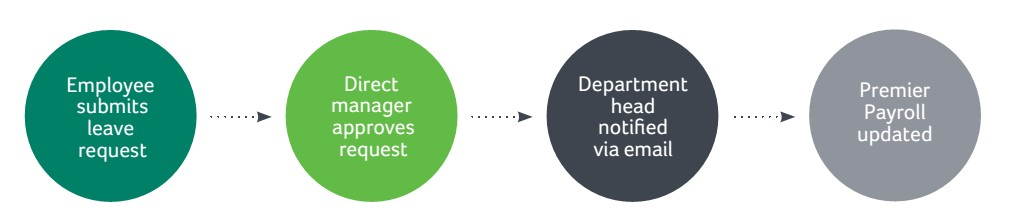 Employee
submits
leave
request
Direct
manager
approves
request
Department
head
notified
via email
Premier
Payroll
updated